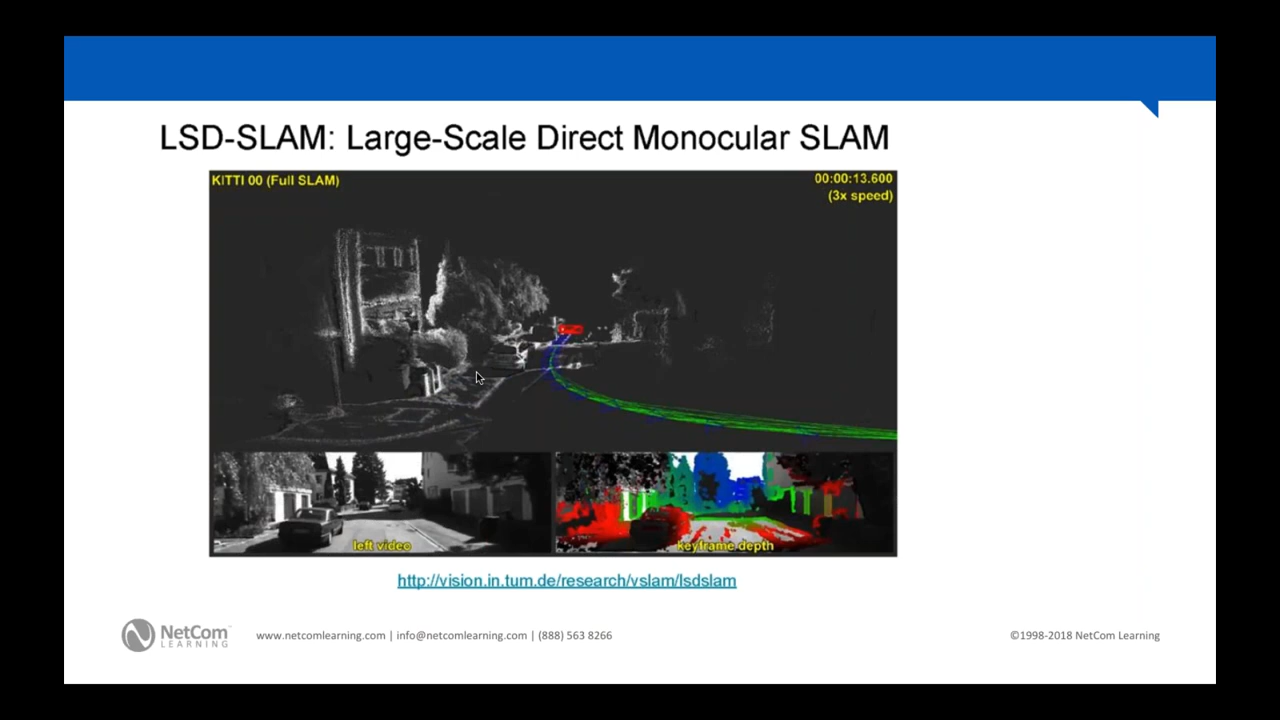 LSD-SLAM: Large-Scale Direct Monocular SLAM
KITTI 00 (Full SLAM)
00:00:13.600
(3x speed)
left video
keyframe depth
http://vision.in.tum.de/research/vslam/lsdslam
NetCom
LEARNING
www.netcomlearning.com | info@netcomlearning.com | (888) 563 8266
©1998-2018 NetCom Learning